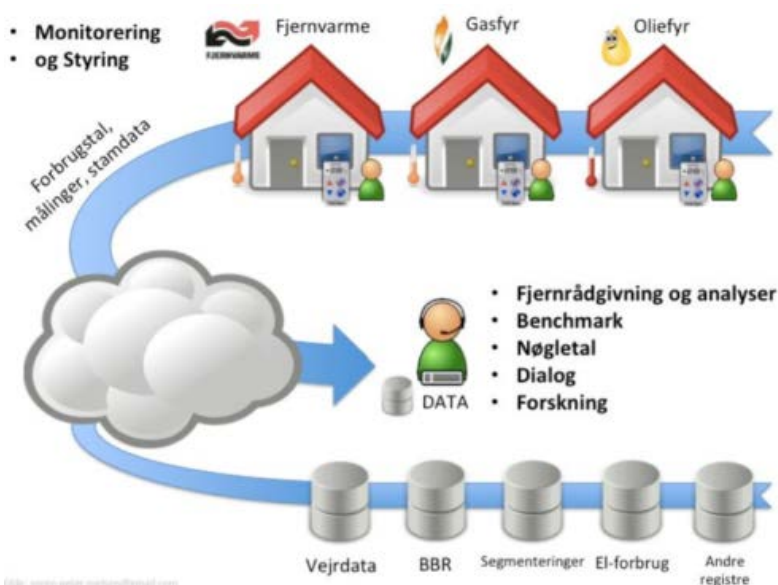 • Monitorering
• og Styring
FJERNVARME
Fjernvarme
Gasfyr
Oliefyr
Forbrugstal,
målinger, stamdata
• Fjernrådgivning og analyser
• Benchmark
• Nøgletal
• Dialog
• Forskning
DATA
Vejrdata
BBR
Segmenteringer
El-forbrug
Andre
registre